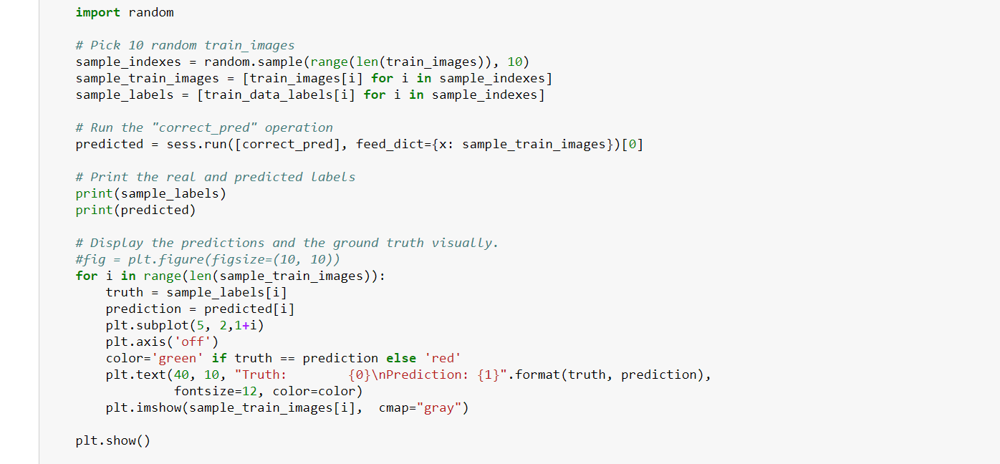 import random
# Pick 10 random train_images
sample_indexes = random.sample(range(len(train_images)), 10)
sample_train_images = [train_images[i] for i in sample_indexes]
sample_labels = [train_data_labels[i] for i in sample_indexes]
# Run the "correct_pred" operation
predicted = sess.run([correct_pred], feed_dict={x: sample_train_images})[0]
# Print the real and predicted labels
print(sample_labels)
print(predicted)
# Display the predictions and the ground truth visually.
#fig = plt.figure(figsize=(10, 10))
for i in range(len(sample_train_images)):
    truth = sample_labels[i]
    prediction = predicted[i]
    plt.subplot(5, 2,1+i)
    plt.axis('off')
    color='green' if truth == prediction else 'red'
    plt.text(40, 10, "Truth:        {0}\nPrediction: {1}".format(truth, prediction),
             fontsize=12, color=color)
    plt.imshow(sample_train_images[i],  cmap="gray")
plt.show()